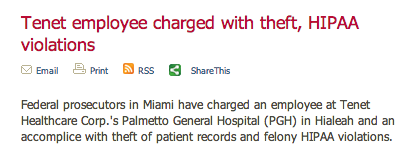 Tenet employee charged with theft, HIPAA
violations
Email Print RSS ShareThis
Federal prosecutors in Miami have charged an employee at Tenet
Healthcare Corp.'s Palmetto General Hospital (PGH) in Hialeah and an
accomplice with theft of patient records and felony HIPAA violations.